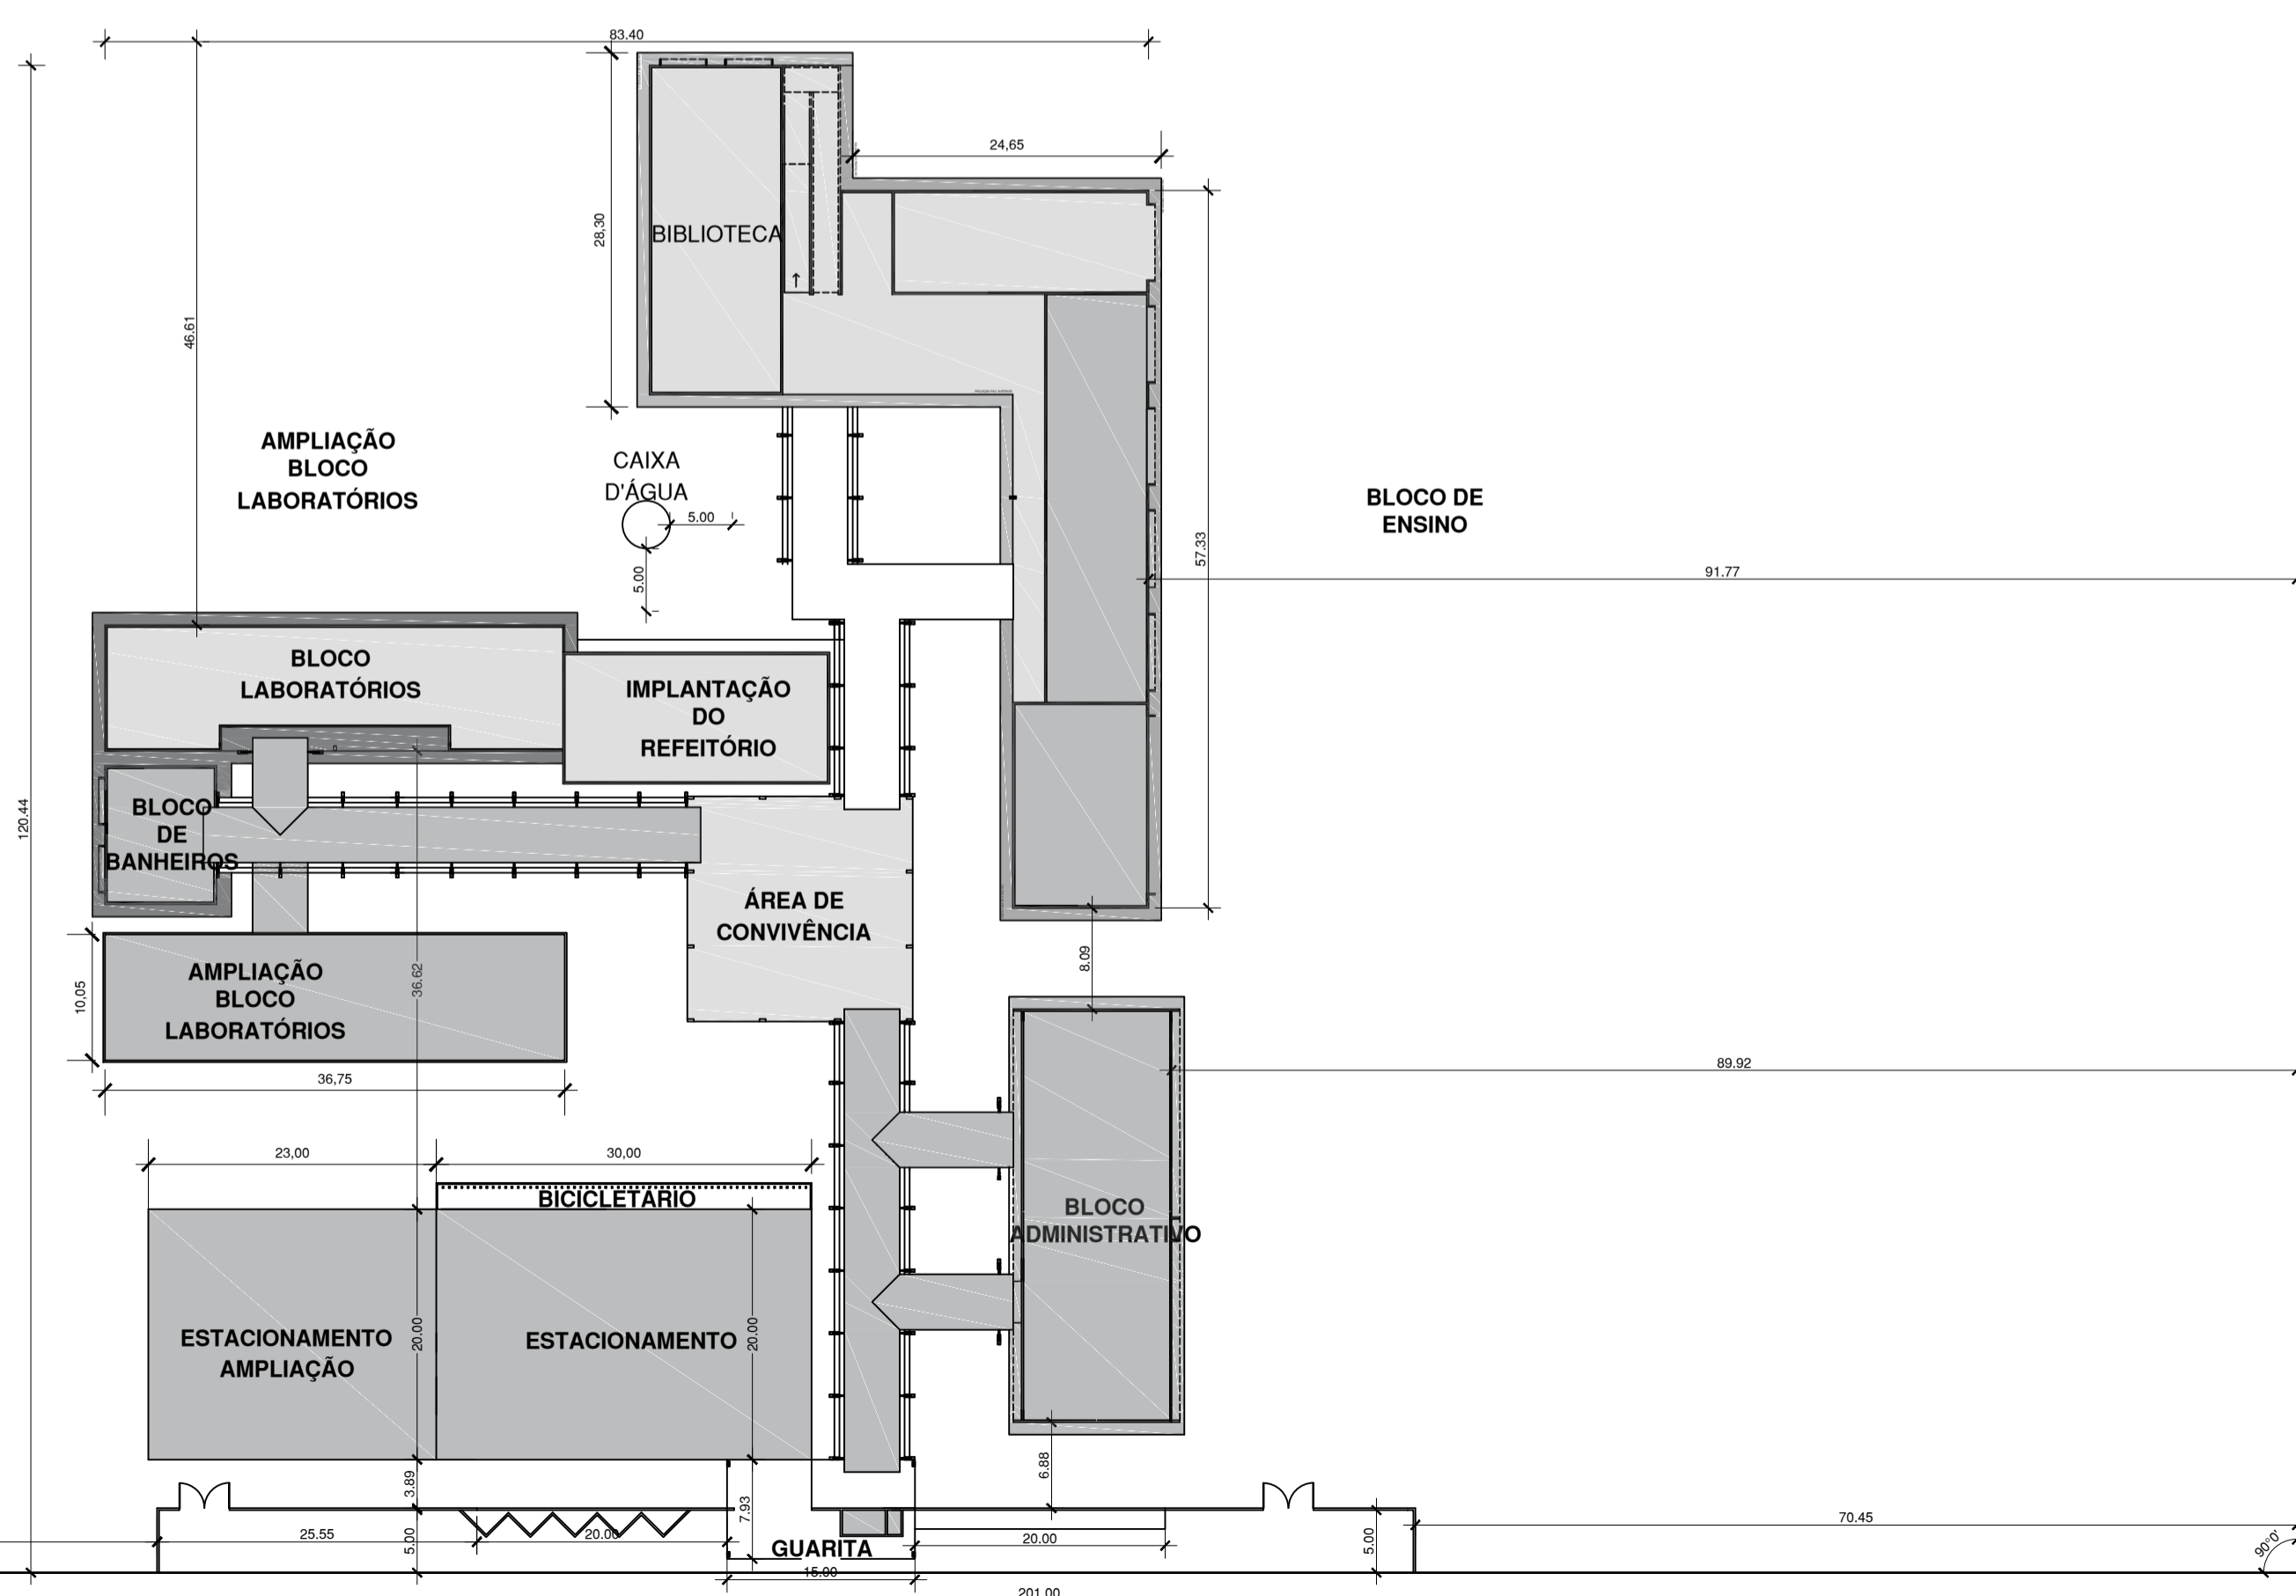 83.40
24,65
28,30
BIBLIOTECA
46.61
AMPLIAÇÃO
BLOCO
LABORATÓRIOS
CAIXA
D'ÁGUA
5.00
5.00
57.33
BLOCO DE
ENSINO
91.77
BLOCO
LABORATÓRIOS
IMPLANTAÇÃO
DO
REFEITÓRIO
120.44
BLOCO
DE
BANHEIROS
ÁREA DE
CONVIVÊNCIA
8.09
AMPLIAÇÃO
BLOCO
LABORATÓRIOS
10,05
36.62
36,75
89.92
23,00
30,00
BICICLETARIO
BLOCO
ADMINISTRATIVO
ESTACIONAMENTO
AMPLIAÇÃO
20.00
ESTACIONAMENTO
20.00
6.88
3.89
7.93
25.55
5.00
20.00
GUARITA
20.00
5.00
70.45
90°0'
15.00
201.00